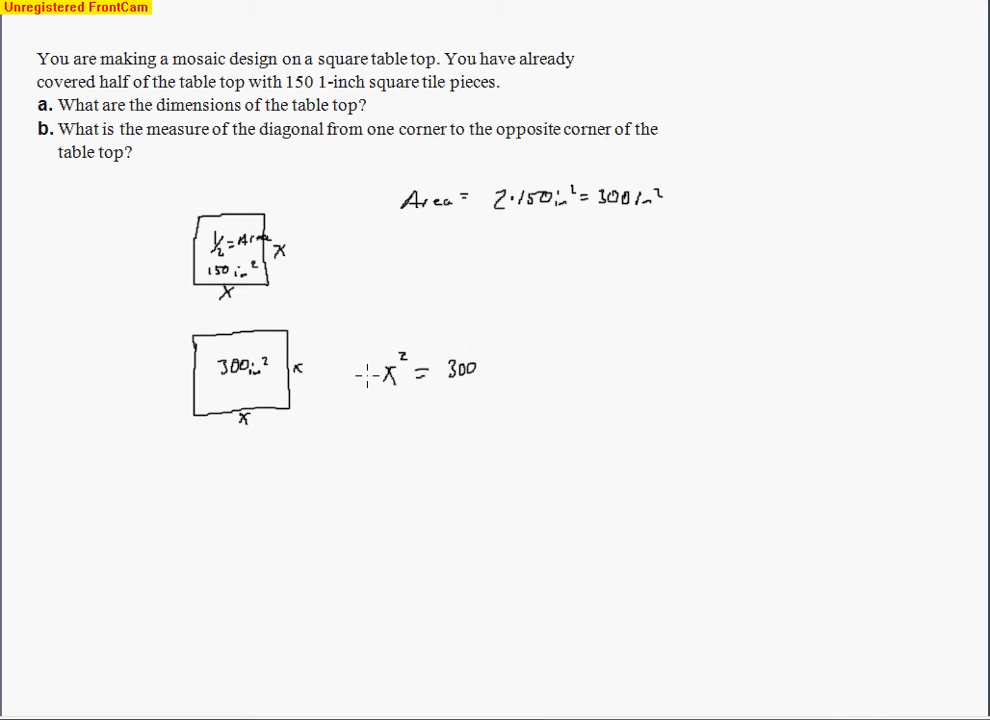 Unregistered FrontCam
You are making a mosaic design on a square table top. You have already
covered half of the table top with 150 1-inch square tile pieces.
a. What are the dimensions of the table top?
b. What is the measure of the diagonal from one corner to the opposite corner of the
table top?
Area = 2·150in² = 300in²
½ = Area
150 in²
x
x
300in²
x
x
x² = 300